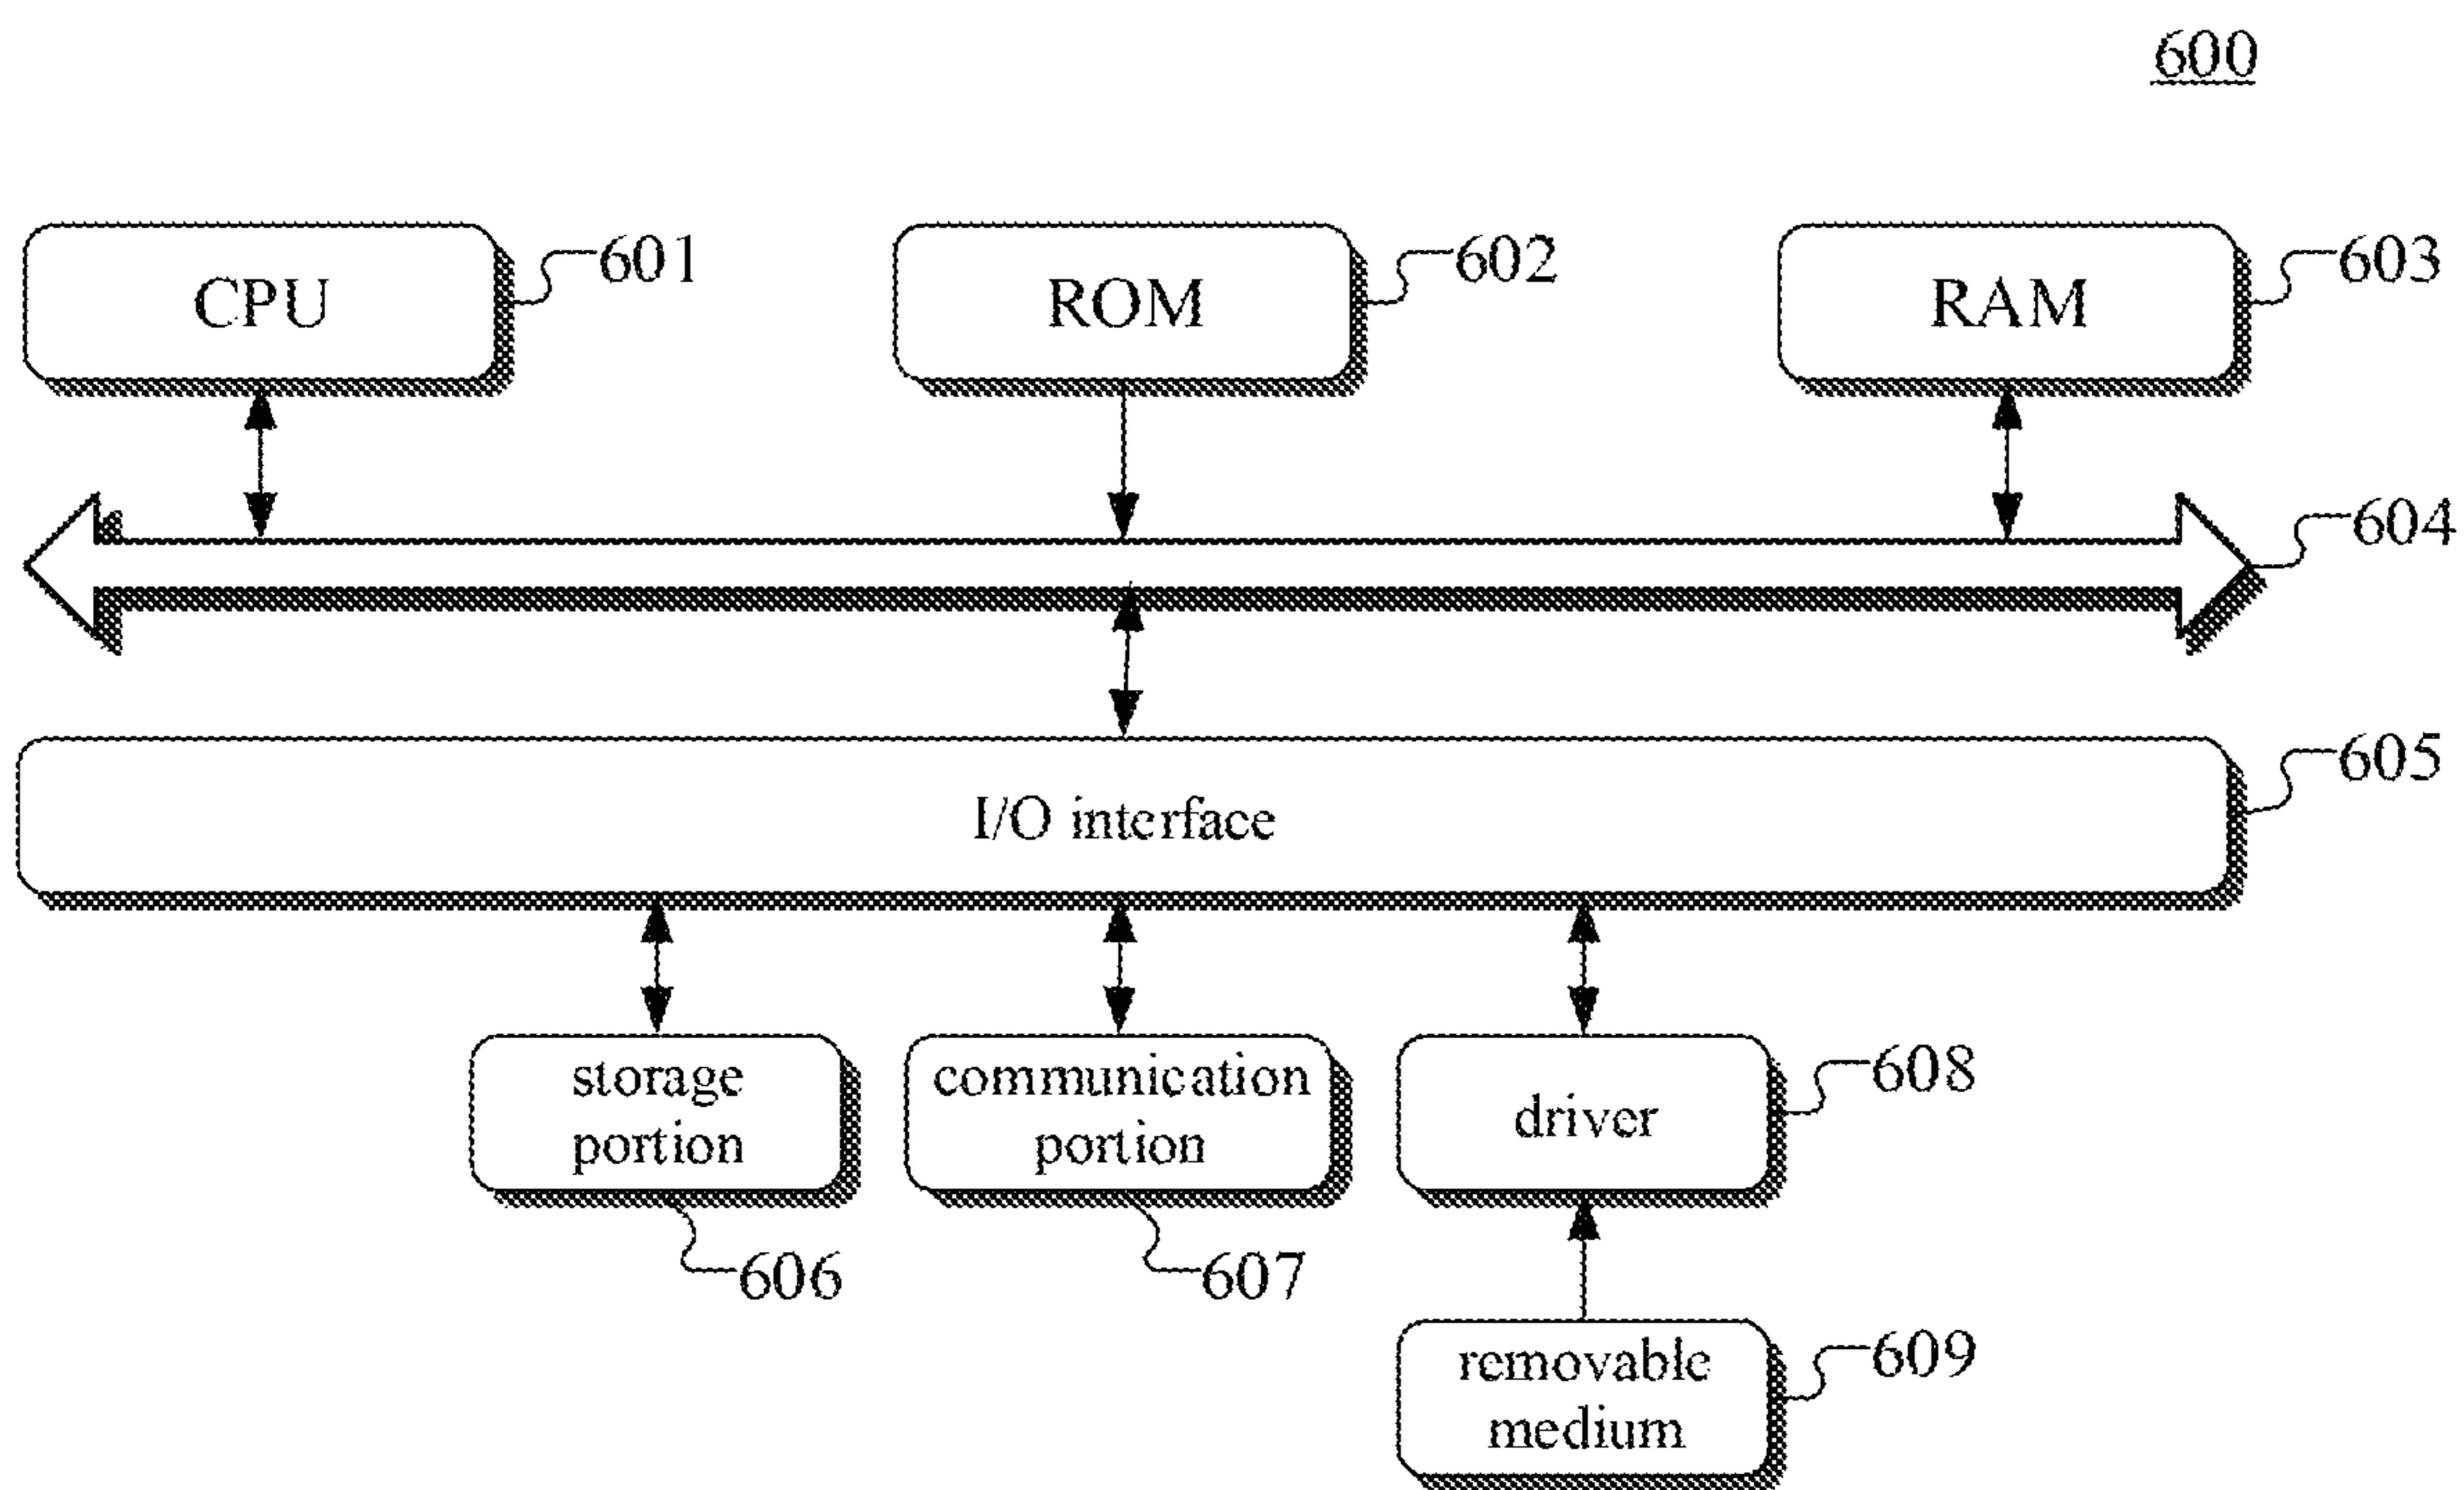 600
CPU
601
ROM
602
RAM
603
604
I/O interface
605
storage
portion
606
communication
portion
607
driver
608
removable
medium
609